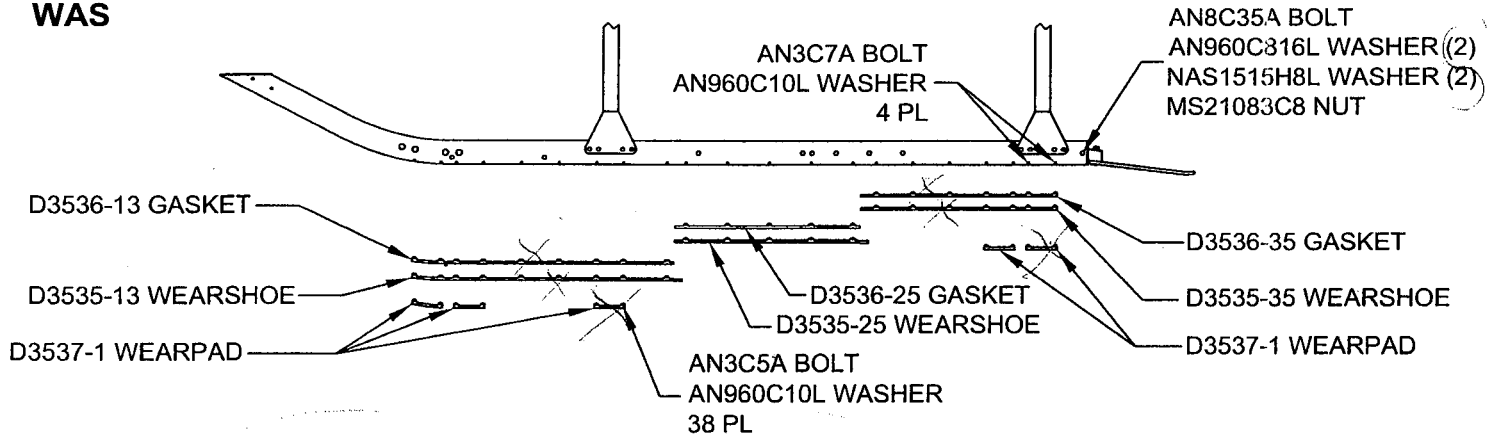 WAS
AN3C7A BOLT
AN960C10L WASHER
4 PL
AN8C35A BOLT
AN960C816L WASHER (2)
NAS1515H8L WASHER (2)
MS21083C8 NUT
D3536-13 GASKET
D3535-13 WEARSHOE
D3537-1 WEARPAD
D3536-25 GASKET
D3535-25 WEARSHOE
AN3C5A BOLT
AN960C10L WASHER
38 PL
D3536-35 GASKET
D3535-35 WEARSHOE
D3537-1 WEARPAD